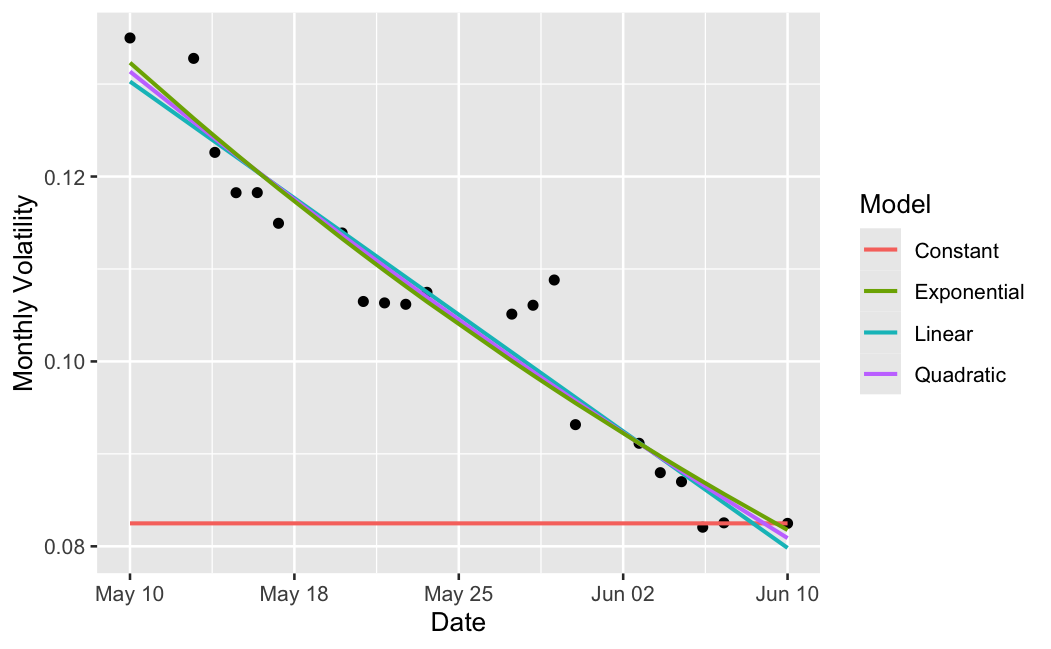 Monthly Volatility
0.12
0.10
0.08
May 10
May 18
May 25
Jun 02
Jun 10
Date
Model
Constant
Exponential
Linear
Quadratic